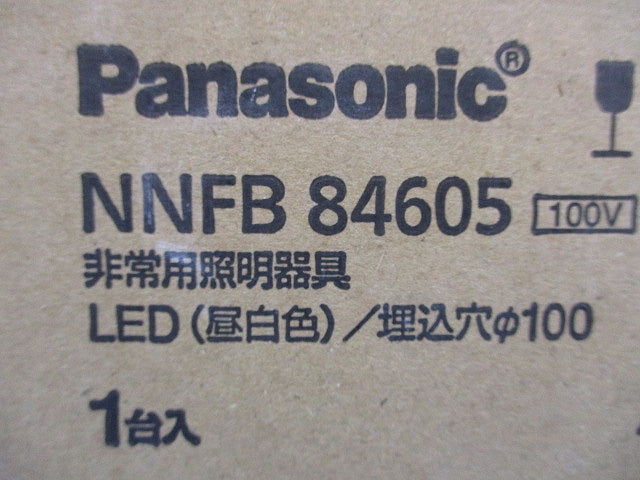 Panasonic®
NNFB 84605 100V
非常用照明器具
LED（昼白色）／埋込穴φ100
1台入